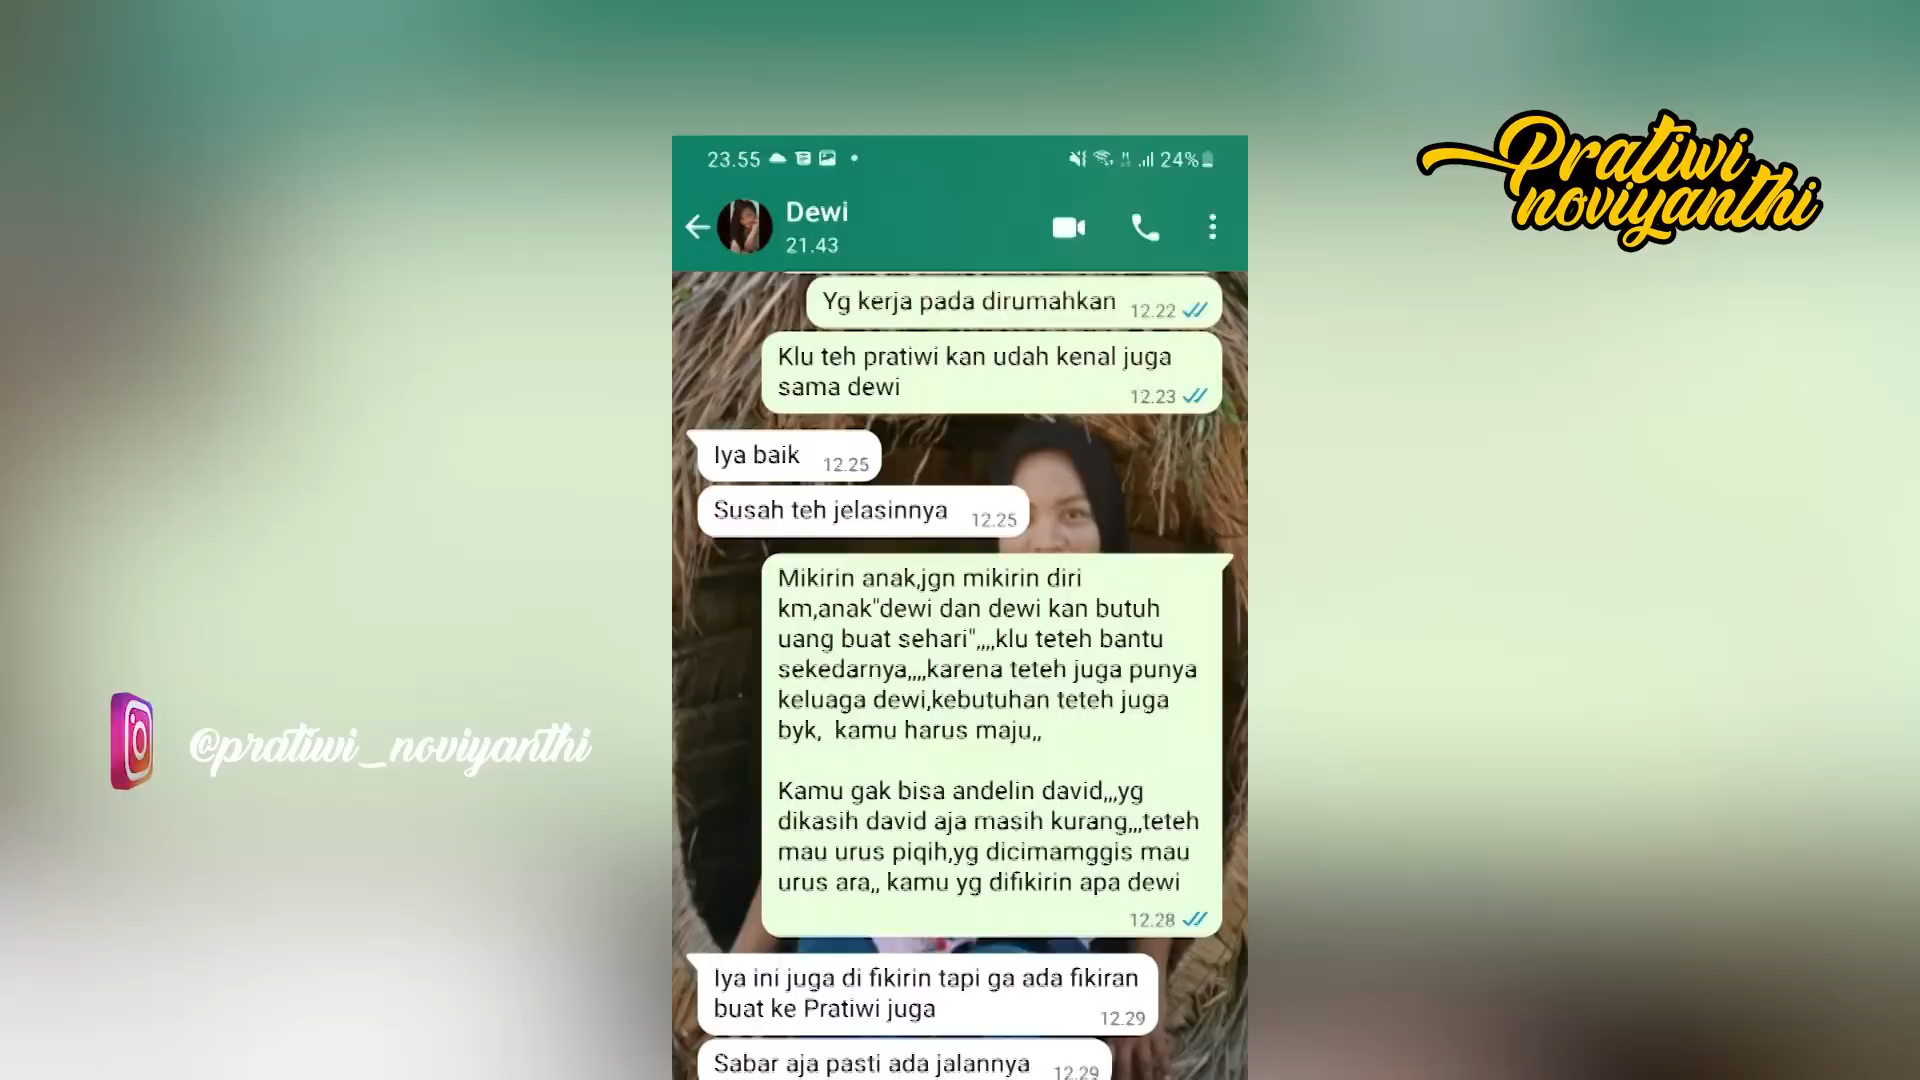 Pratiwi
noviyanthi
23.55
24%
Dewi
21.43
Yg kerja pada dirumahkan 12.22
Klu teh pratiwi kan udah kenal juga
sama dewi 12.23
Iya baik 12.25
Susah teh jelasinnya 12.25
Mikirin anak,jgn mikirin diri
km,anak"dewi dan dewi kan butuh
uang buat sehari",,,,klu teteh bantu
sekedarnya,,,,karena teteh juga punya
keluaga dewi,kebutuhan teteh juga
byk, kamu harus maju,,
Kamu gak bisa andelin david,,,yg
dikasih david aja masih kurang,,,teteh
mau urus piqih,yg dicimamggis mau
urus ara,, kamu yg difikirin apa dewi
12.28
Iya ini juga di fikirin tapi ga ada fikiran
buat ke Pratiwi juga 12.29
Sabar aja pasti ada jalannya 12.29
@pratiwi_noviyanthi